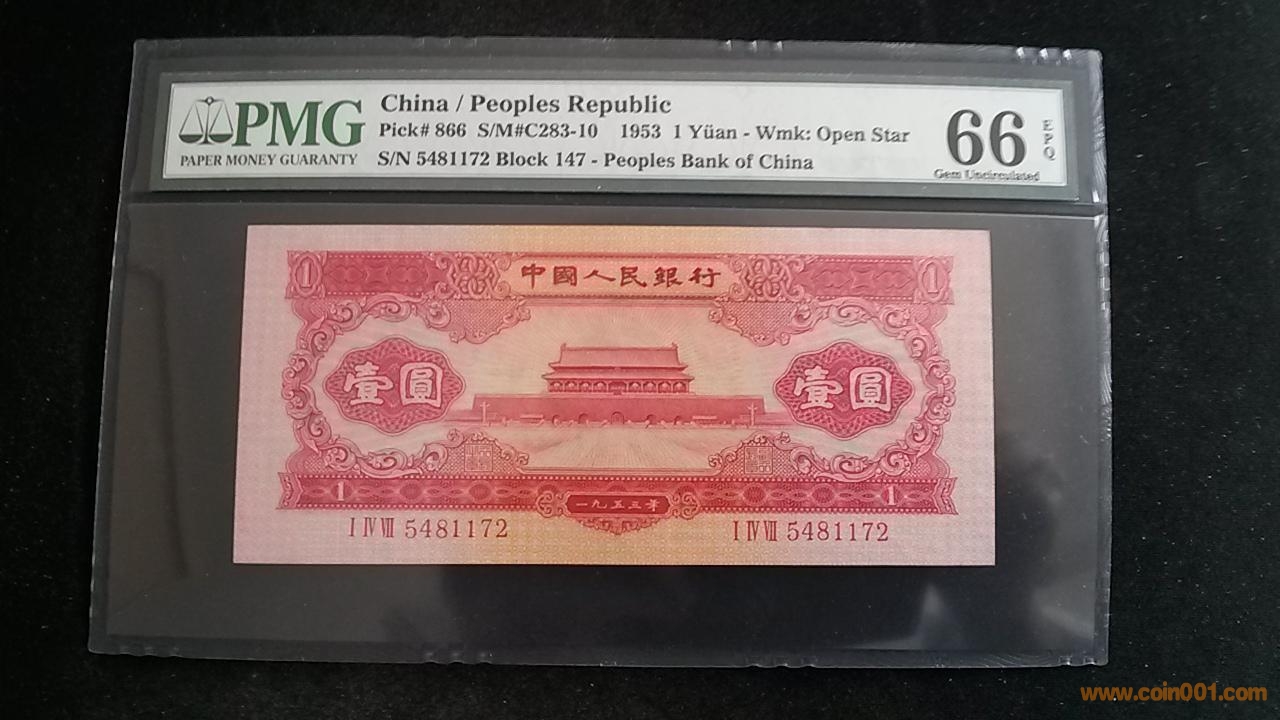 PMG
PAPER MONEY GUARANTY
China / Peoples Republic
Pick# 866 S/M#C283-10 1953 1 Yüan - Wmk: Open Star
S/N 5481172 Block 147 - Peoples Bank of China
66 EPQ
Gem Uncirculated
1 中國人民銀行 1
壹圓 壹圓
1 一九五三年 1
I IV VII 5481172 I IV VII 5481172
www.coin001.com